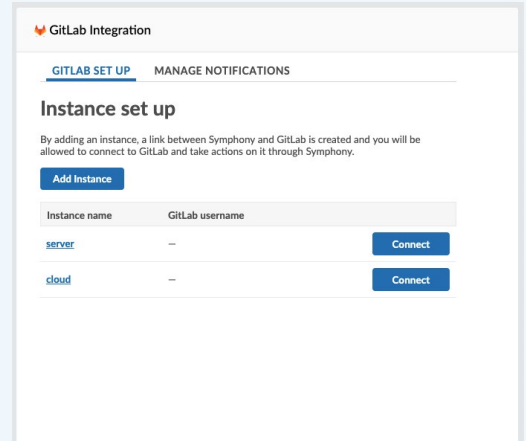 GitLab Integration
GITLAB SET UP MANAGE NOTIFICATIONS
Instance set up
By adding an instance, a link between Symphony and GitLab is created and you will be
allowed to connect to GitLab and take actions on it through Symphony.
Add Instance
Instance name GitLab username
server — Connect
cloud — Connect